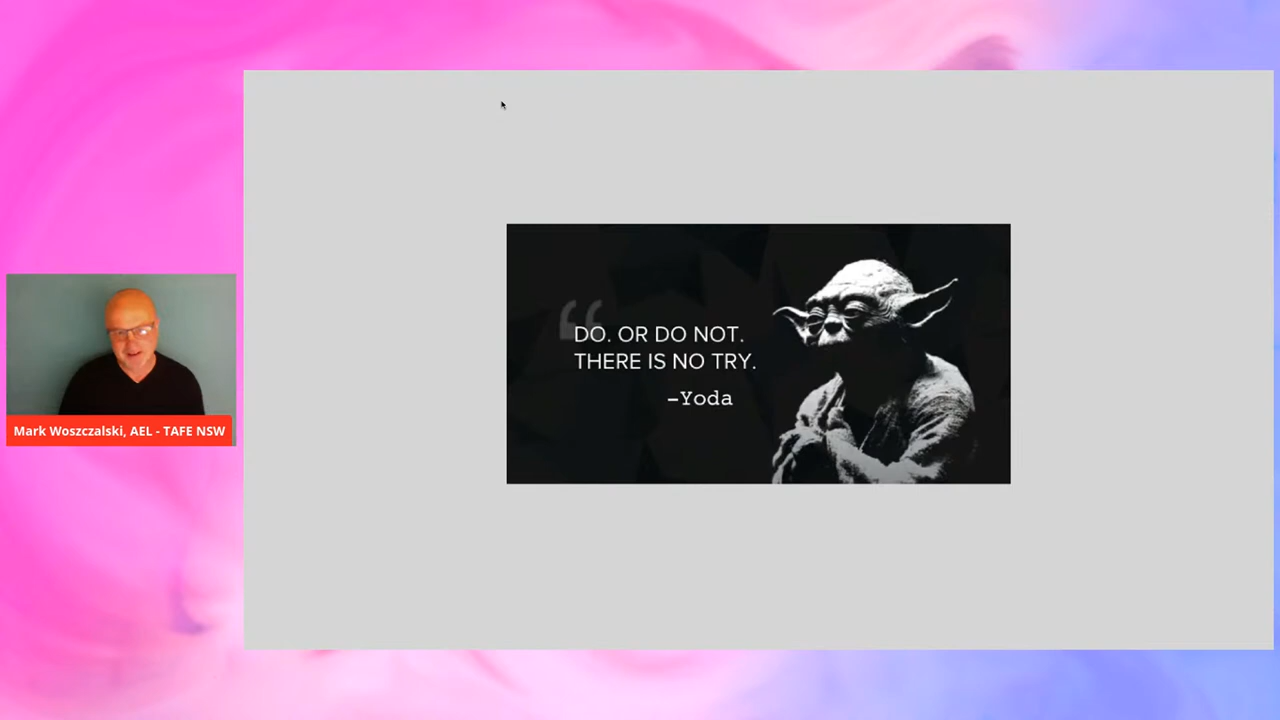 Mark Woszczalski, AEL - TAFE NSW
“
DO. OR DO NOT.
THERE IS NO TRY.
–Yoda